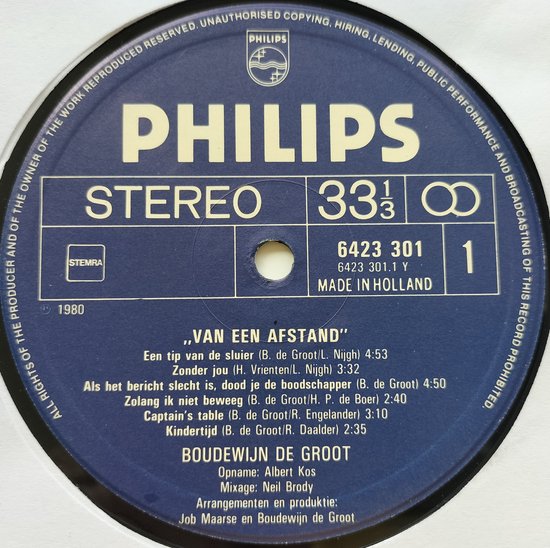 ALL RIGHTS OF THE PRODUCER AND OF THE OWNER OF THE WORK REPRODUCED RESERVED. UNAUTHORISED COPYING, HIRING, LENDING, PUBLIC PERFORMANCE AND BROADCASTING OF THIS RECORD PROHIBITED.
PHILIPS
PHILIPS
STEREO 33 1/3
STEMRA
6423 301
6423 301.1 Y
MADE IN HOLLAND
1
1980
„VAN EEN AFSTAND"
Een tip van de sluier (B. de Groot/L. Nijgh) 4:53
Zonder jou (H. Vrienten/L. Nijgh) 3:32
Als het bericht slecht is, dood je de boodschapper (B. de Groot) 4:50
Zolang ik niet beweeg (B. de Groot/H. P. de Boer) 2:40
Captain's table (B. de Groot/R. Engelander) 3:10
Kindertijd (B. de Groot/R. Daalder) 2:35
BOUDEWIJN DE GROOT
Opname: Albert Kos
Mixage: Neil Brody
Arrangementen en produktie:
Job Maarse en Boudewijn de Groot